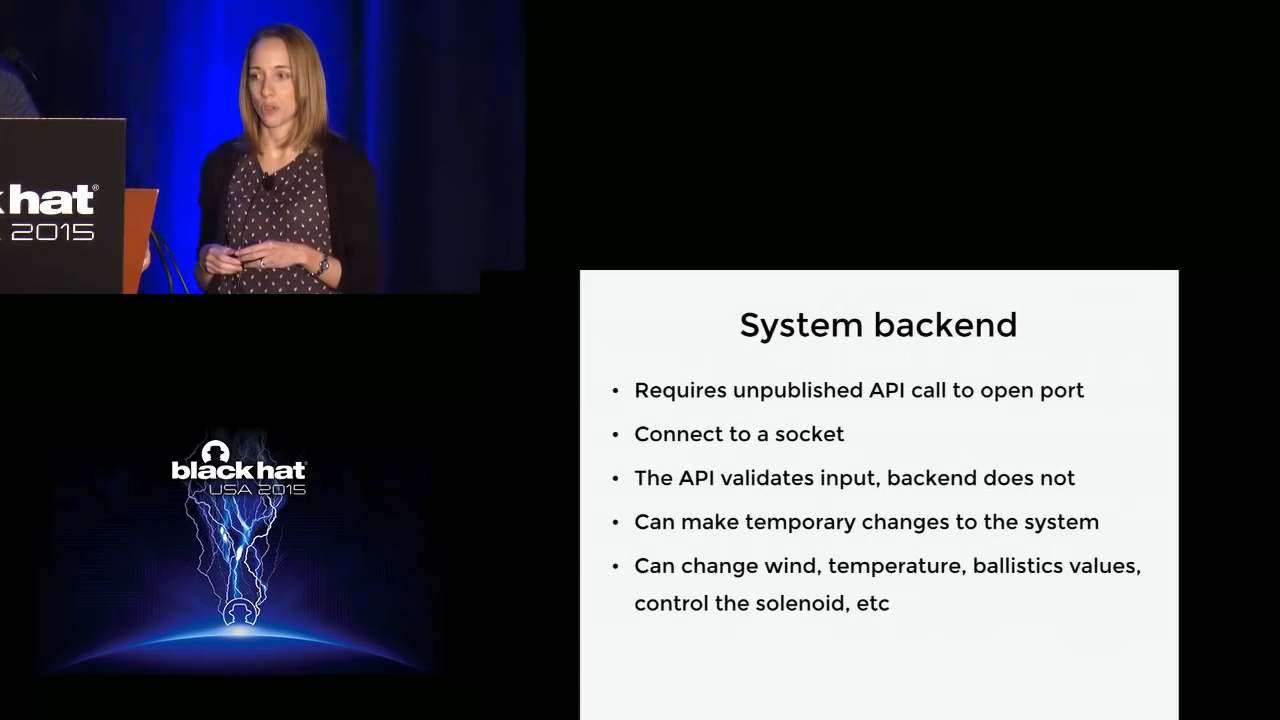 hat®
2015
System backend
• Requires unpublished API call to open port
• Connect to a socket
• The API validates input, backend does not
• Can make temporary changes to the system
• Can change wind, temperature, ballistics values,
control the solenoid, etc
black hat®
USA 2015